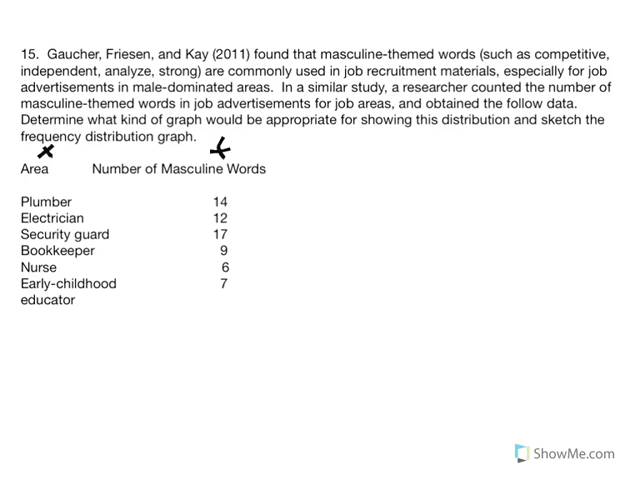 15.  Gaucher, Friesen, and Kay (2011) found that masculine-themed words (such as competitive,
independent, analyze, strong) are commonly used in job recruitment materials, especially for job
advertisements in male-dominated areas.  In a similar study, a researcher counted the number of
masculine-themed words in job advertisements for job areas, and obtained the follow data.
Determine what kind of graph would be appropriate for showing this distribution and sketch the
frequency distribution graph.
x f
Area Number of Masculine Words
Plumber 14
Electrician 12
Security guard 17
Bookkeeper 9
Nurse 6
Early-childhood 7
educator
ShowMe.com